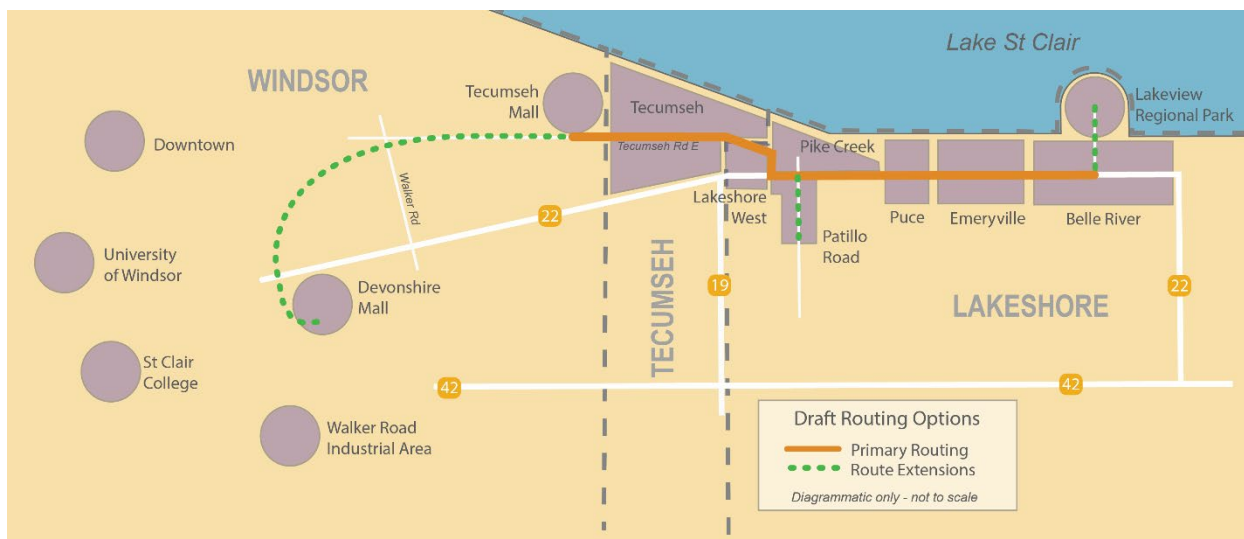 Lake St Clair
WINDSOR
Tecumseh
Mall
Tecumseh
Lakeview
Regional Park
Downtown
Tecumseh Rd E
Pike Creek
Walker Rd
Lakeshore
West
Puce
Emeryville
Belle River
22
Patillo
Road
University
of Windsor
Devonshire
Mall
TECUMSEH
19
22
LAKESHORE
St Clair
College
42
42
Walker Road
Industrial Area
Draft Routing Options
Primary Routing
Route Extensions
Diagrammatic only - not to scale